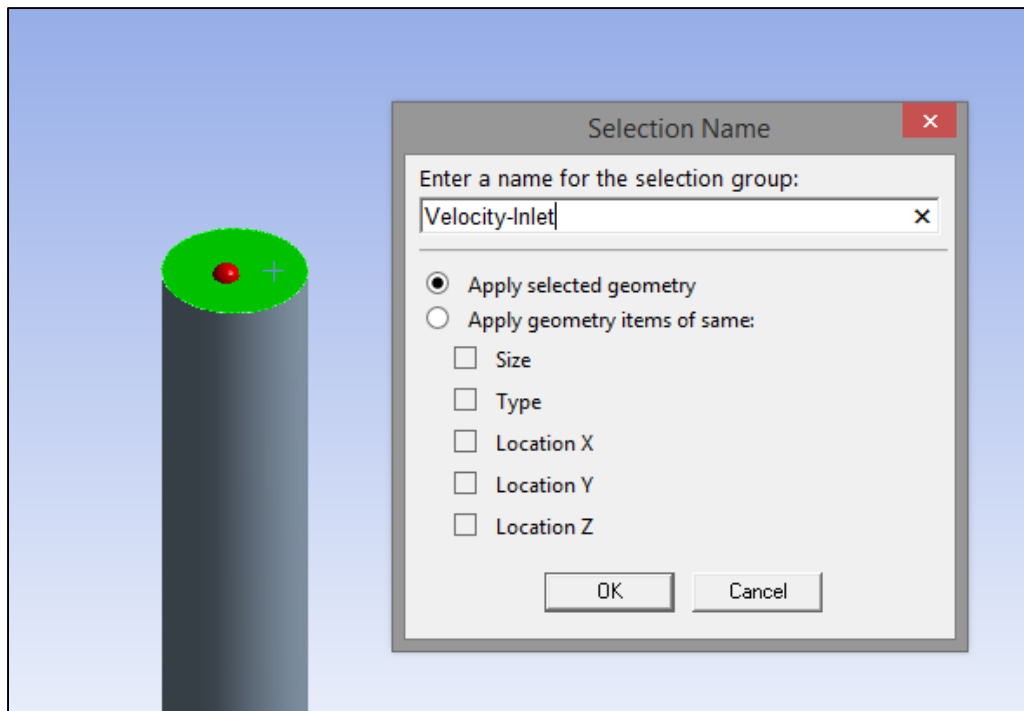 Selection Name
Enter a name for the selection group:
Velocity-Inlet
Apply selected geometry
Apply geometry items of same:
Size
Type
Location X
Location Y
Location Z
OK Cancel